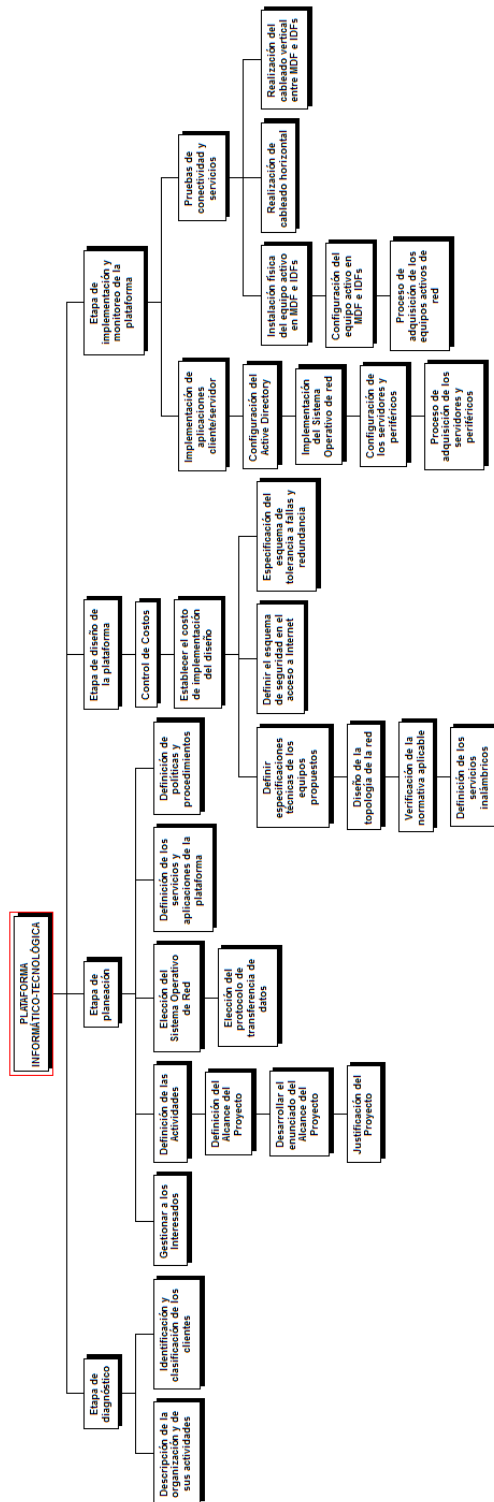 PLATAFORMA
INFORMÁTICO-TECNOLÓGICA
Etapa de
diagnóstico
Descripción de la
organización y de
sus actividades
Identificación y
clasificación de los
clientes
Etapa de
planeación
Gestionar a los
Interesados
Definición de las
Actividades
Definición del
Alcance del
Proyecto
Desarrollar el
enunciado del
Alcance del Proyecto
Justificación del
Proyecto
Elección del
Sistema Operativo
de Red
Elección del
protocolo de
transferencia de
datos
Definición de los
servicios y
aplicaciones de la
plataforma
Definición de
políticas y
procedimientos
Etapa de diseño de
la plataforma
Control de Costos
Establecer el costo
de implementación
del diseño
Definir
especificaciones
técnicas de los
equipos
propuestos
Diseño de la
topología de la red
Verificación de la
normativa aplicable
Definición de los
servicios
inalámbricos
Definir el esquema
de seguridad en el
acceso a Internet
Especificación del
esquema de
tolerancia a fallas y
redundancia
Etapa de
implementación y
monitoreo de la
plataforma
Implementación de
aplicaciones
cliente/servidor
Configuración del
Active Directory
Implementación
del Sistema
Operativo de red
Configuración de
los servidores y
periféricos
Proceso de
adquisición de los
servidores y
periféricos
Pruebas de
conectividad y
servicios
Instalación física
del equipo activo
en MDF e IDFs
Configuración del
equipo activo en
MDF e IDFs
Proceso de
adquisición de los
equipos activos de
red
Realización de
cableado horizontal
Realización del
cableado vertical
entre MDF e IDFs